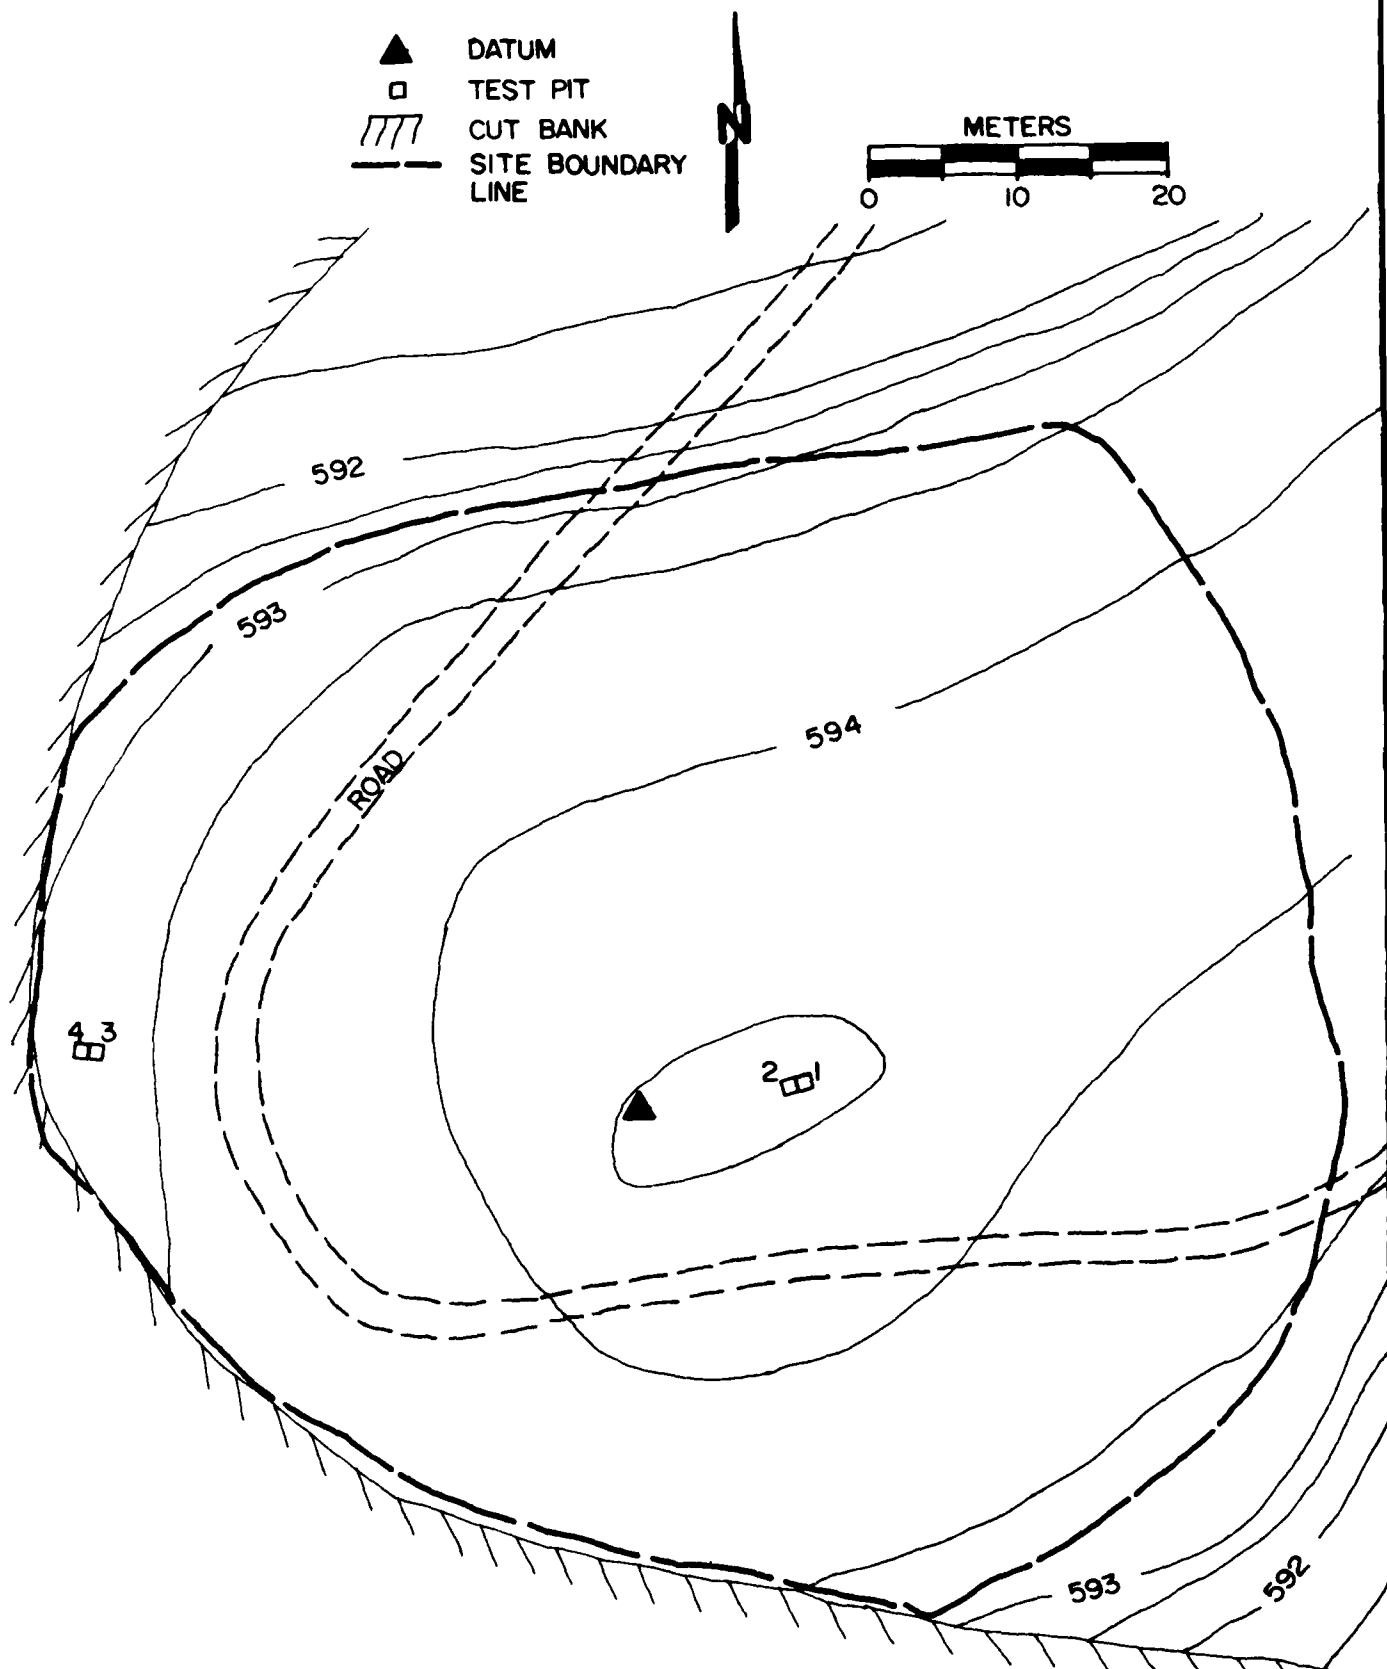 DATUM
TEST PIT
CUT BANK
SITE BOUNDARY
LINE
N
METERS
0 10 20
592
593
594
ROAD
4 3
2 1
593
592